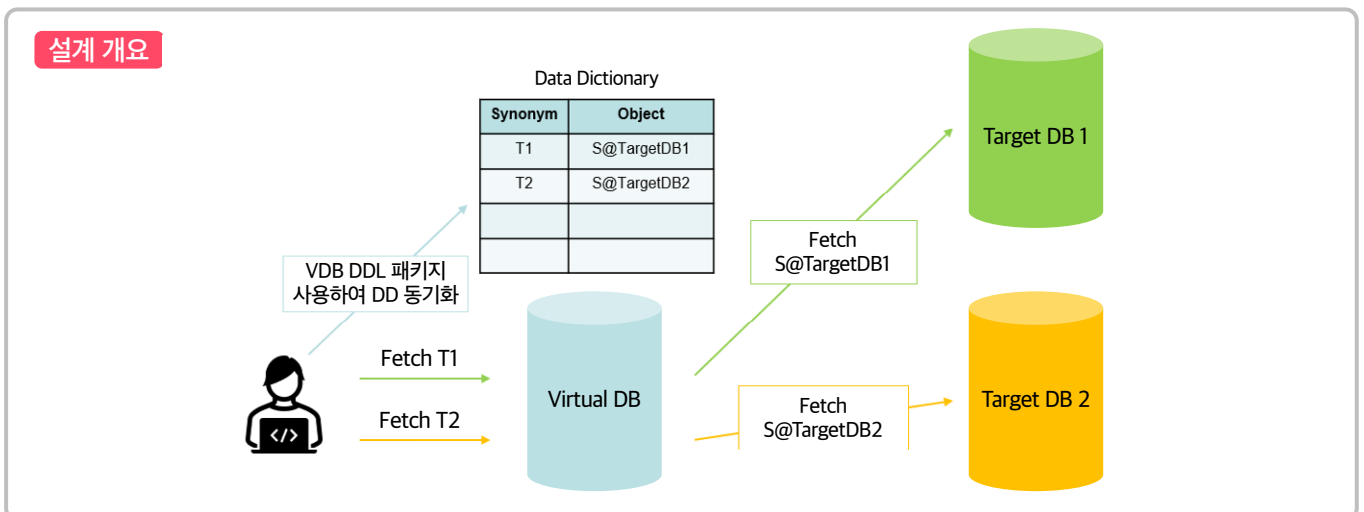 설계 개요
Data Dictionary
Synonym Object
T1 S@TargetDB1
T2 S@TargetDB2
VDB DDL 패키지
사용하여 DD 동기화
Fetch T1
Fetch T2
</>
Virtual DB
Fetch
S@TargetDB1
Fetch
S@TargetDB2
Target DB 1
Target DB 2